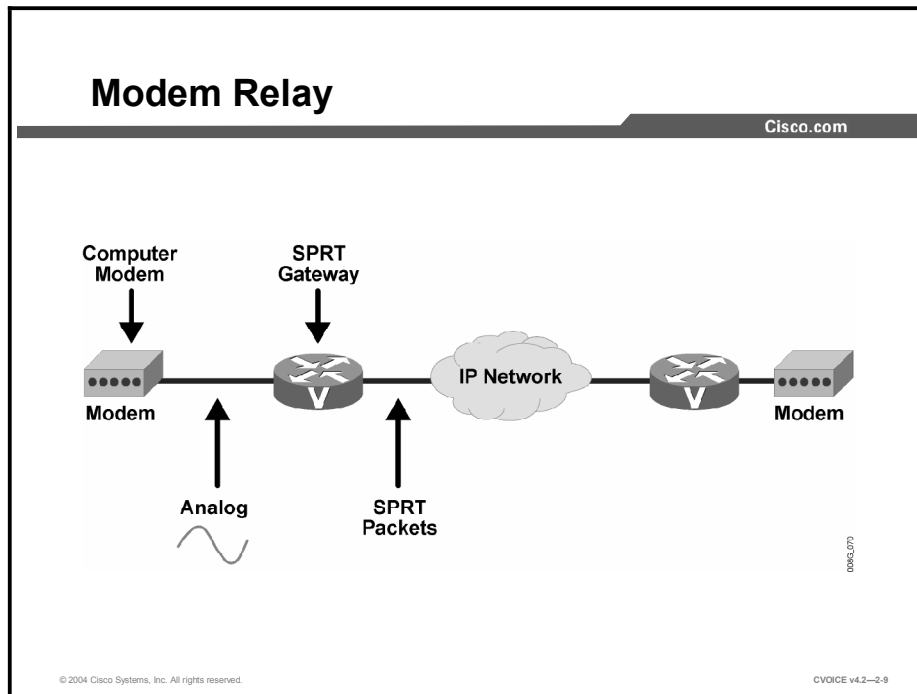 Modem Relay
Cisco.com
Computer
Modem
SPRT
Gateway
IP Network
V
V
Modem
Modem
Analog
SPRT
Packets
008G_070
© 2004 Cisco Systems, Inc. All rights reserved.
CVOICE v4.2—2-9